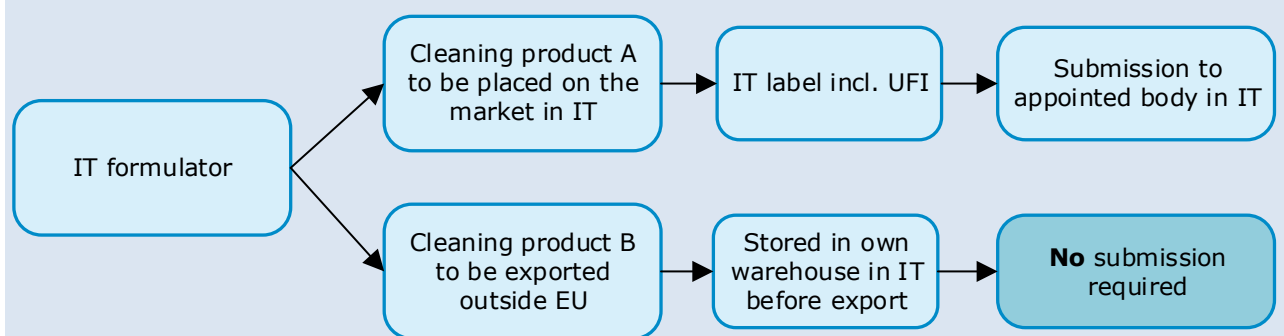 IT formulator
Cleaning product A
to be placed on the
market in IT
IT label incl. UFI
Submission to
appointed body in IT
Cleaning product B
to be exported
outside EU
Stored in own
warehouse in IT
before export
No submission
required